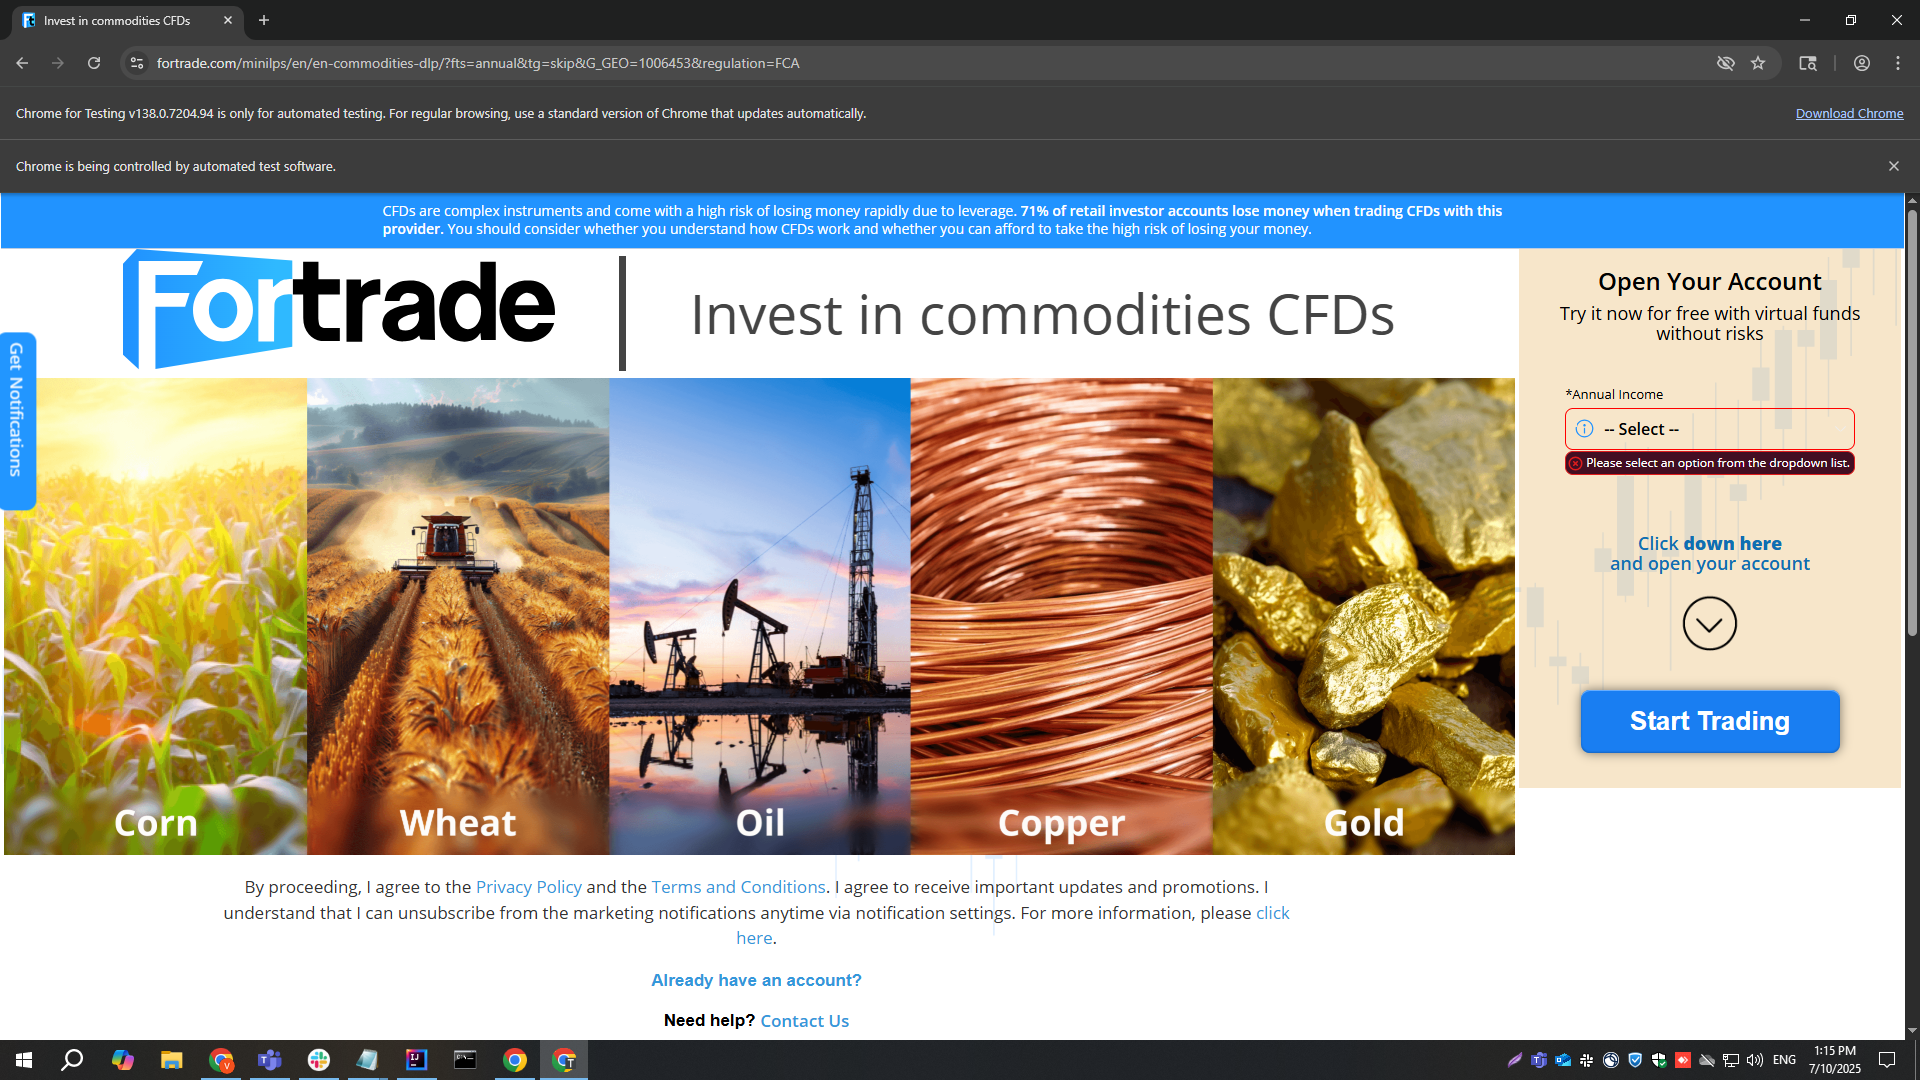 Invest in commodities CFDs
fortrade.com/minilps/en/en-commodities-dlp/?fts=annual&tg=skip&G_GEO=1006453&regulation=FCA
Chrome for Testing v138.0.7204.94 is only for automated testing. For regular browsing, use a standard version of Chrome that updates automatically.
Download Chrome
Chrome is being controlled by automated test software.
CFDs are complex instruments and come with a high risk of losing money rapidly due to leverage. 71% of retail investor accounts lose money when trading CFDs with this
provider. You should consider whether you understand how CFDs work and whether you can afford to take the high risk of losing your money.
Fortrade
Invest in commodities CFDs
Get Notifications
Corn
Wheat
Oil
Copper
Gold
Open Your Account
Try it now for free with virtual funds
without risks
*Annual Income
-- Select --
Please select an option from the dropdown list.
Click down here
and open your account
Start Trading
By proceeding, I agree to the Privacy Policy and the Terms and Conditions. I agree to receive important updates and promotions. I
understand that I can unsubscribe from the marketing notifications anytime via notification settings. For more information, please click
here.
Already have an account?
Need help? Contact Us
ENG
1:15 PM
7/10/2025